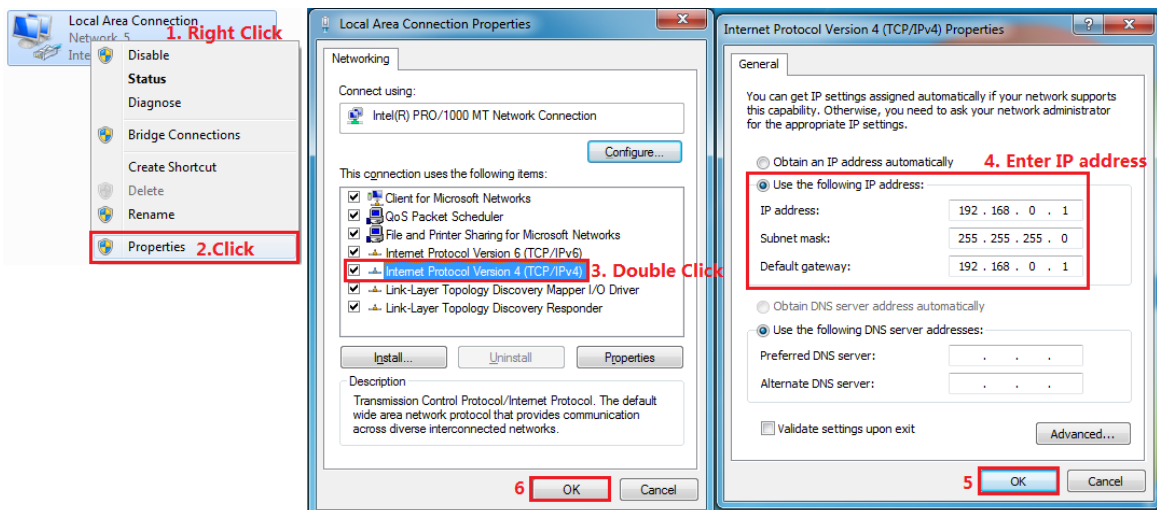 Local Area Connection
1. Right Click
Network 5
Inte
Disable
Status
Diagnose
Bridge Connections
Create Shortcut
Delete
Rename
Properties 2.Click
Local Area Connection Properties
Networking
Connect using:
Intel(R) PRO/1000 MT Network Connection
Configure...
This connection uses the following items:
Client for Microsoft Networks
QoS Packet Scheduler
File and Printer Sharing for Microsoft Networks
Internet Protocol Version 6 (TCP/IPv6)
Internet Protocol Version 4 (TCP/IPv4) 3. Double Click
Link-Layer Topology Discovery Mapper I/O Driver
Link-Layer Topology Discovery Responder
Install... Uninstall Properties
Description
Transmission Control Protocol/Internet Protocol. The default
wide area network protocol that provides communication
across diverse interconnected networks.
6 OK Cancel
Internet Protocol Version 4 (TCP/IPv4) Properties
General
You can get IP settings assigned automatically if your network supports
this capability. Otherwise, you need to ask your network administrator
for the appropriate IP settings.
Obtain an IP address automatically 4. Enter IP address
Use the following IP address:
IP address: 192 . 168 . 0 . 1
Subnet mask: 255 . 255 . 255 . 0
Default gateway: 192 . 168 . 0 . 1
Obtain DNS server address automatically
Use the following DNS server addresses:
Preferred DNS server: . . .
Alternate DNS server: . . .
Validate settings upon exit
Advanced...
5 OK Cancel